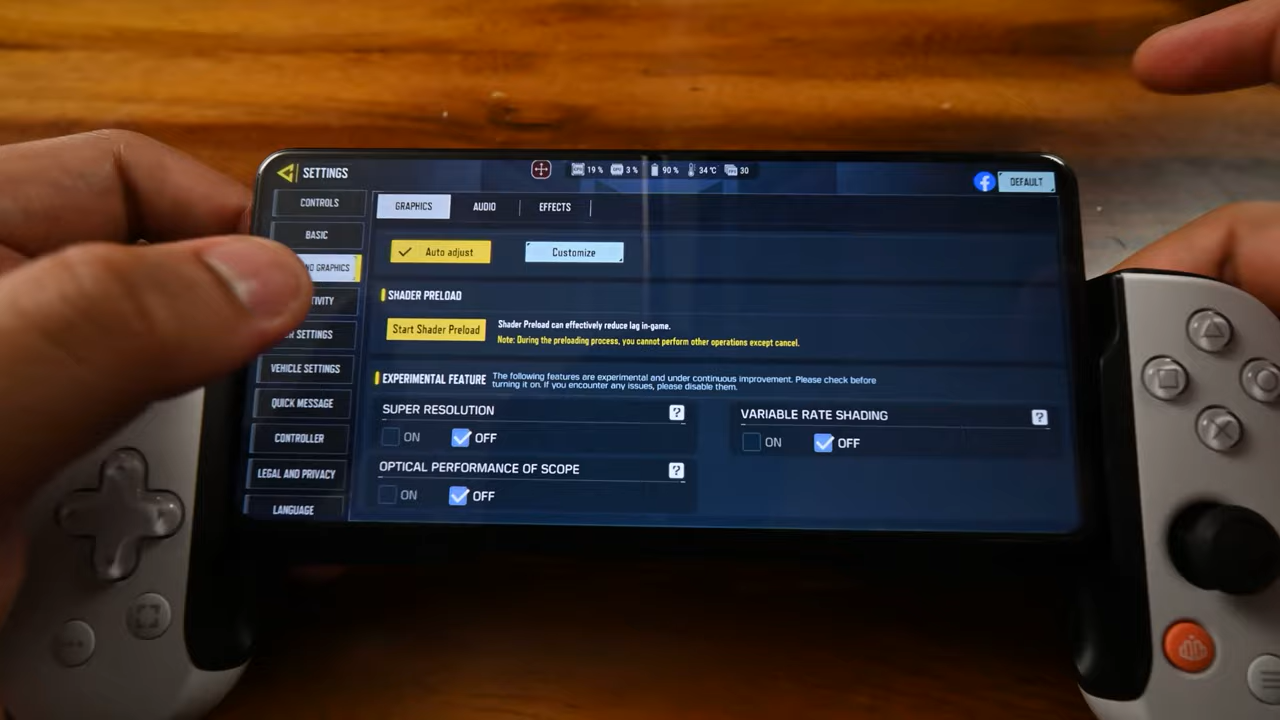 SETTINGS
19 % 3 % 90 % 34 ℃ 30
DEFAULT
CONTROLS
BASIC
GRAPHICS
SETTINGS
VEHICLE SETTINGS
QUICK MESSAGE
CONTROLLER
LEGAL AND PRIVACY
LANGUAGE
GRAPHICS AUDIO EFFECTS
Auto adjust Customize
SHADER PRELOAD
Start Shader Preload
Shader Preload can effectively reduce lag in-game.
Note: During the preloading process, you cannot perform other operations except cancel.
EXPERIMENTAL FEATURE
The following features are experimental and under continuous improvement. Please check before
turning it on. If you encounter any issues, please disable them.
SUPER RESOLUTION ?
ON OFF
VARIABLE RATE SHADING ?
ON OFF
OPTICAL PERFORMANCE OF SCOPE ?
ON OFF